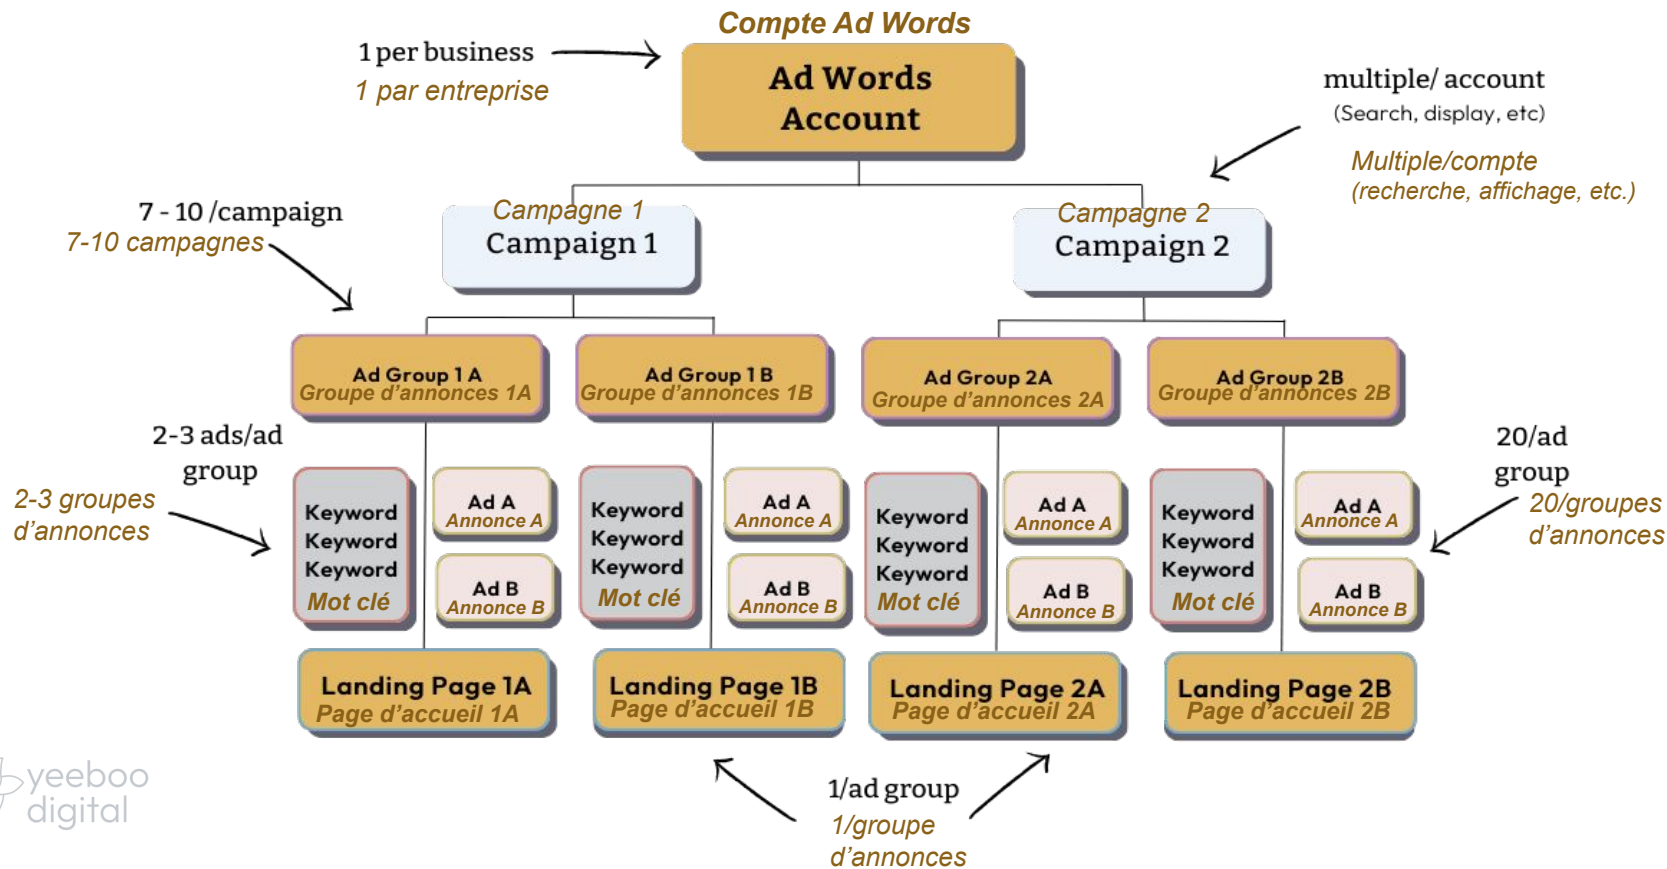 Compte Ad Words
1 per business
1 par entreprise
Ad Words
Account
multiple/ account
(Search, display, etc)
Multiple/compte
(recherche, affichage, etc.)
7 - 10 /campaign
7-10 campagnes
Campagne 1
Campaign 1
Campagne 2
Campaign 2
Ad Group 1 A
Groupe d’annonces 1A
Ad Group 1 B
Groupe d’annonces 1B
Ad Group 2A
Groupe d’annonces 2A
Ad Group 2B
Groupe d’annonces 2B
2-3 ads/ad
group
2-3 groupes
d’annonces
20/ad
group
20/groupes
d’annonces
Keyword
Keyword
Keyword
Mot clé
Ad A
Annonce A
Ad B
Annonce B
Keyword
Keyword
Keyword
Mot clé
Ad A
Annonce A
Ad B
Annonce B
Keyword
Keyword
Keyword
Mot clé
Ad A
Annonce A
Ad B
Annonce B
Keyword
Keyword
Keyword
Mot clé
Ad A
Annonce A
Ad B
Annonce B
Landing Page 1A
Page d’accueil 1A
Landing Page 1B
Page d’accueil 1B
Landing Page 2A
Page d’accueil 2A
Landing Page 2B
Page d’accueil 2B
1/ad group
1/groupe
d’annonces
yeeboo
digital